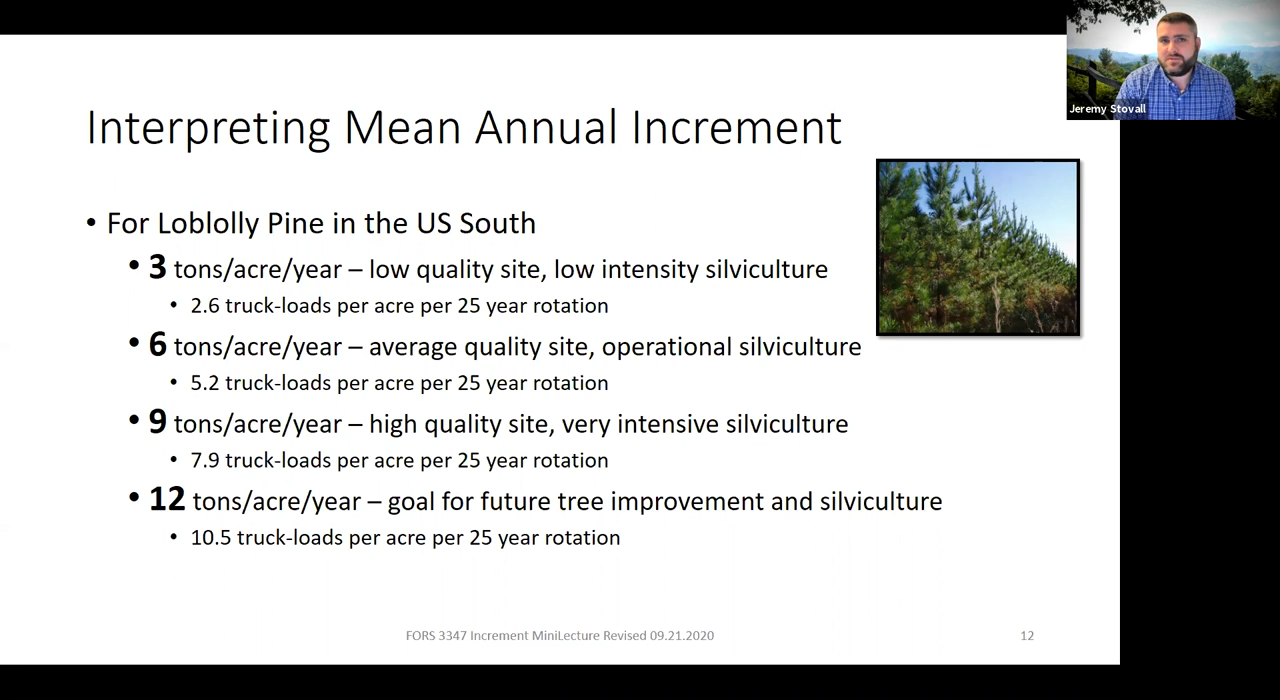 Jeremy Stovall
Interpreting Mean Annual Increment
• For Loblolly Pine in the US South
• 3 tons/acre/year – low quality site, low intensity silviculture
• 2.6 truck-loads per acre per 25 year rotation
• 6 tons/acre/year – average quality site, operational silviculture
• 5.2 truck-loads per acre per 25 year rotation
• 9 tons/acre/year – high quality site, very intensive silviculture
• 7.9 truck-loads per acre per 25 year rotation
• 12 tons/acre/year – goal for future tree improvement and silviculture
• 10.5 truck-loads per acre per 25 year rotation
FORS 3347 Increment MiniLecture Revised 09.21.2020
12